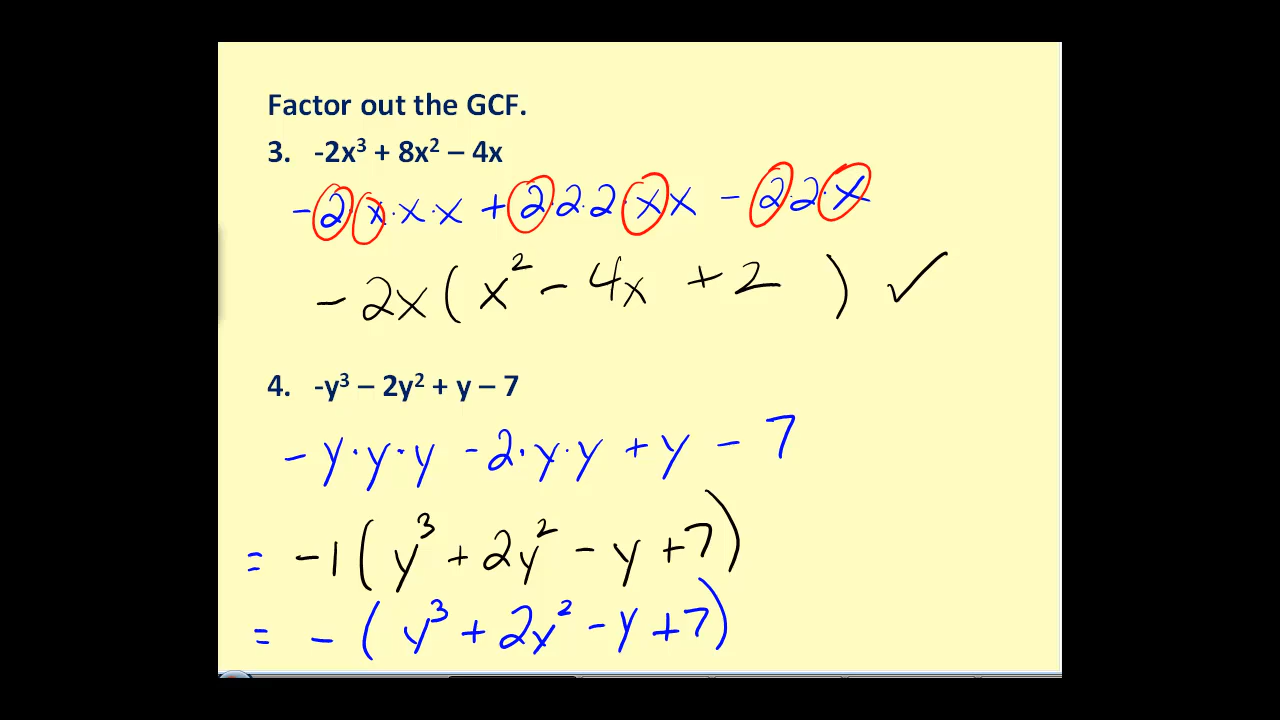 Factor out the GCF.
3. -2x³ + 8x² – 4x
- 2 x · x · x + 2 · 2 · 2 · x x - 2 · 2 · x
- 2x ( x² - 4x + 2 ) ✓
4. -y³ – 2y² + y – 7
- y · y · y - 2 · y · y + y - 7
= -1 ( y³ + 2y² - y + 7 )
= - ( y³ + 2y² - y + 7 )